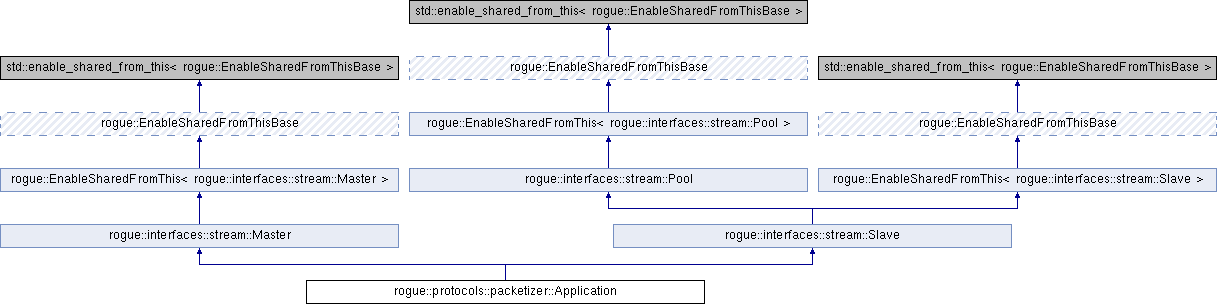 std::enable_shared_from_this< rogue::EnableSharedFromThisBase >
std::enable_shared_from_this< rogue::EnableSharedFromThisBase >
rogue::EnableSharedFromThisBase
std::enable_shared_from_this< rogue::EnableSharedFromThisBase >
rogue::EnableSharedFromThisBase
rogue::EnableSharedFromThis< rogue::interfaces::stream::Pool >
rogue::EnableSharedFromThisBase
rogue::EnableSharedFromThis< rogue::interfaces::stream::Master >
rogue::interfaces::stream::Pool
rogue::EnableSharedFromThis< rogue::interfaces::stream::Slave >
rogue::interfaces::stream::Master
rogue::interfaces::stream::Slave
rogue::protocols::packetizer::Application